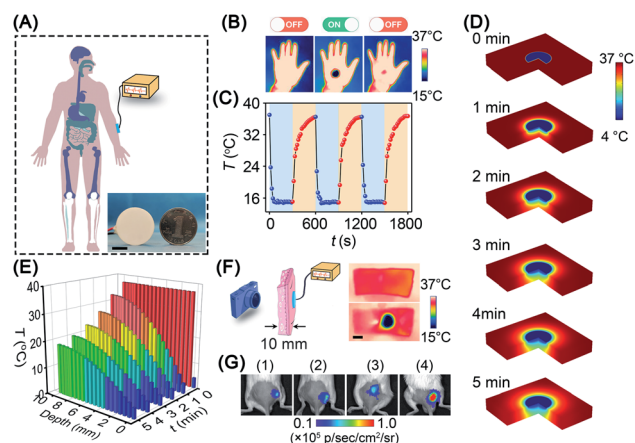 (A)
(B)
OFF
ON
OFF
37°C
15°C
(C)
40
32
24
16
T (°C)
0
600
1200
1800
t (s)
(D)
0 min
37 °C
4 °C
1 min
2 min
3 min
4min
5 min
(E)
40
30
20
10
0
T (°C)
10
8
6
4
2
0
Depth (mm)
5
4
3
2
1
0
t (min)
(F)
10 mm
37°C
15°C
(G)
(1)
(2)
(3)
(4)
0.1
1.0
(×10⁵ p/sec/cm²/sr)